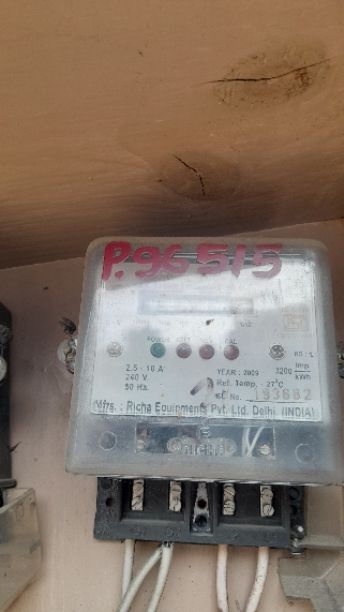 P.96515
POWER
CAL
2.5 - 10 A
240 V.
50 Hz.
YEAR : 2009
3200 imp kWh
Ref. Temp. - 27°C
Sl. No. 193682
Mfrs. : Richa Equipments Pvt. Ltd. Delhi. (INDIA)